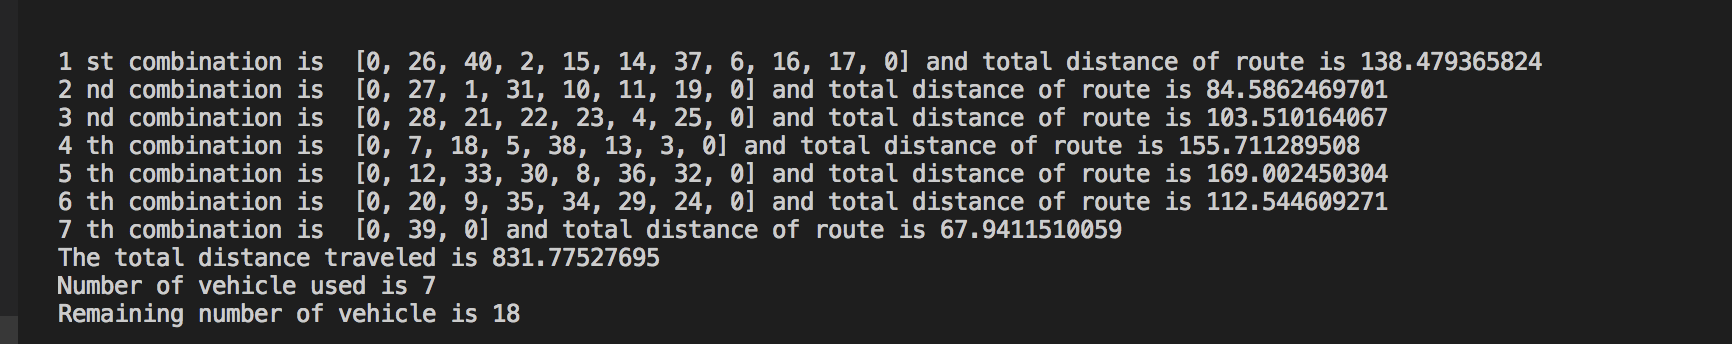 1 st combination is  [0, 26, 40, 2, 15, 14, 37, 6, 16, 17, 0] and total distance of route is 138.479365824
2 nd combination is  [0, 27, 1, 31, 10, 11, 19, 0] and total distance of route is 84.5862469701
3 nd combination is  [0, 28, 21, 22, 23, 4, 25, 0] and total distance of route is 103.510164067
4 th combination is  [0, 7, 18, 5, 38, 13, 3, 0] and total distance of route is 155.711289508
5 th combination is  [0, 12, 33, 30, 8, 36, 32, 0] and total distance of route is 169.002450304
6 th combination is  [0, 20, 9, 35, 34, 29, 24, 0] and total distance of route is 112.544609271
7 th combination is  [0, 39, 0] and total distance of route is 67.9411510059
The total distance traveled is 831.77527695
Number of vehicle used is 7
Remaining number of vehicle is 18